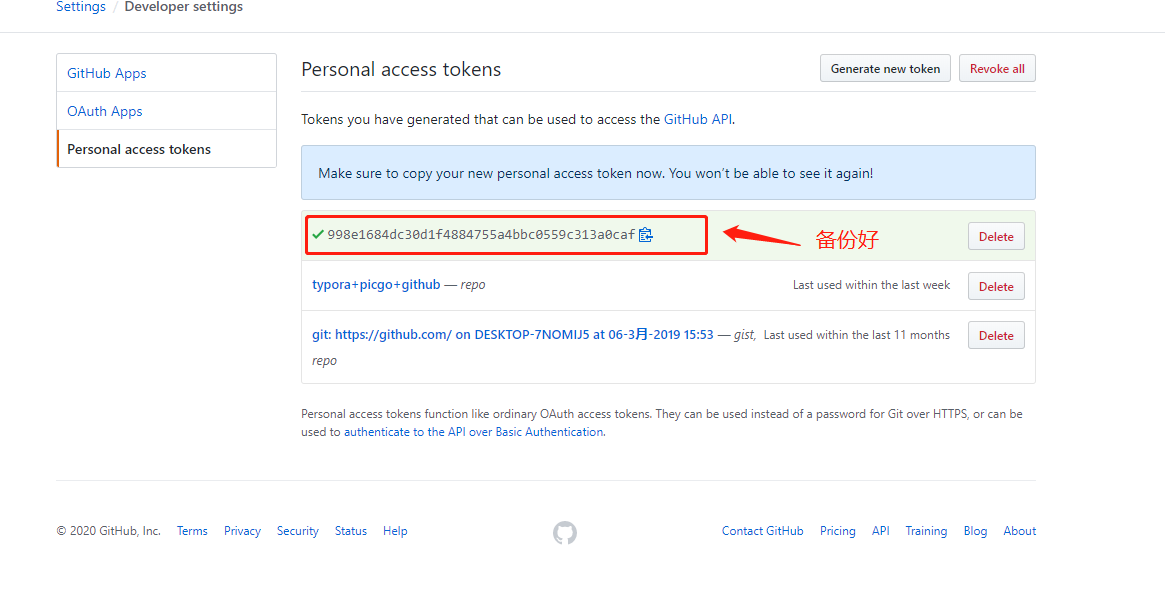 Settings / Developer settings
GitHub Apps
OAuth Apps
Personal access tokens
Personal access tokens
Generate new token
Revoke all
Tokens you have generated that can be used to access the GitHub API.
Make sure to copy your new personal access token now. You won't be able to see it again!
998e1684dc30d1f4884755a4bbc0559c313a0caf
备份好
Delete
typora+picgo+github — repo
Last used within the last week
Delete
git: https://github.com/ on DESKTOP-7NOMIJ5 at 06-3月-2019 15:53 — gist,
repo
Last used within the last 11 months
Delete
Personal access tokens function like ordinary OAuth access tokens. They can be used instead of a password for Git over HTTPS, or can be
used to authenticate to the API over Basic Authentication.
© 2020 GitHub, Inc.
Terms
Privacy
Security
Status
Help
Contact GitHub
Pricing
API
Training
Blog
About